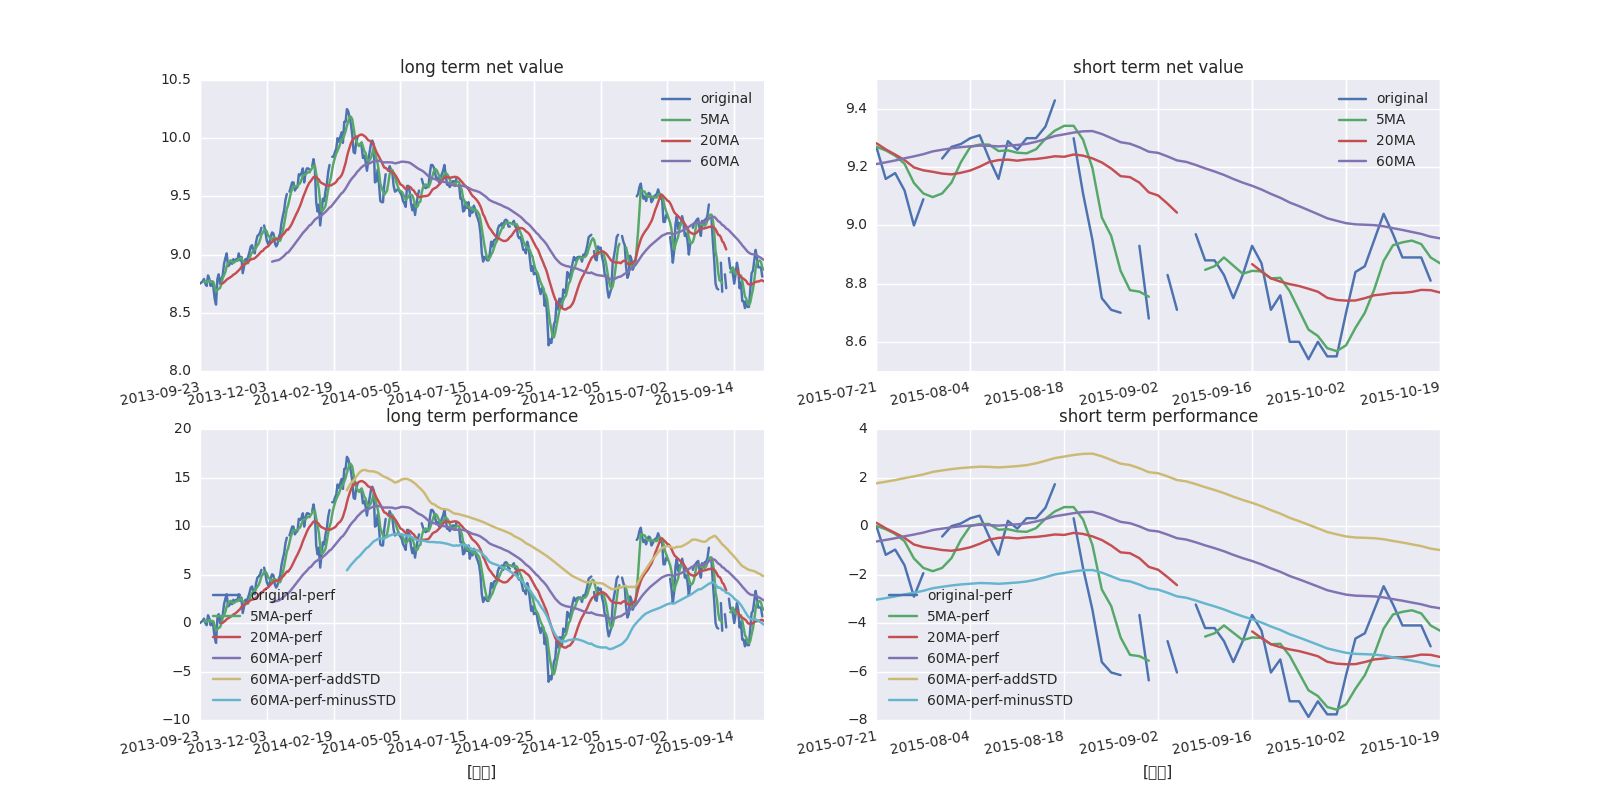 long term net value
10.5
10.0
9.5
9.0
8.5
8.0
original
5MA
20MA
60MA
2013-09-23
2013-12-03
2014-02-19
2014-05-05
2014-07-15
2014-09-25
2014-12-05
2015-07-02
2015-09-14
short term net value
9.4
9.2
9.0
8.8
8.6
original
5MA
20MA
60MA
2015-07-21
2015-08-04
2015-08-18
2015-09-02
2015-09-16
2015-10-02
2015-10-19
long term performance
20
15
10
5
0
−5
−10
original-perf
5MA-perf
20MA-perf
60MA-perf
60MA-perf-addSTD
60MA-perf-minusSTD
2013-09-23
2013-12-03
2014-02-19
2014-05-05
2014-07-15
2014-09-25
2014-12-05
2015-07-02
2015-09-14
[▯▯]
short term performance
4
2
0
−2
−4
−6
−8
original-perf
5MA-perf
20MA-perf
60MA-perf
60MA-perf-addSTD
60MA-perf-minusSTD
2015-07-21
2015-08-04
2015-08-18
2015-09-02
2015-09-16
2015-10-02
2015-10-19
[▯▯]